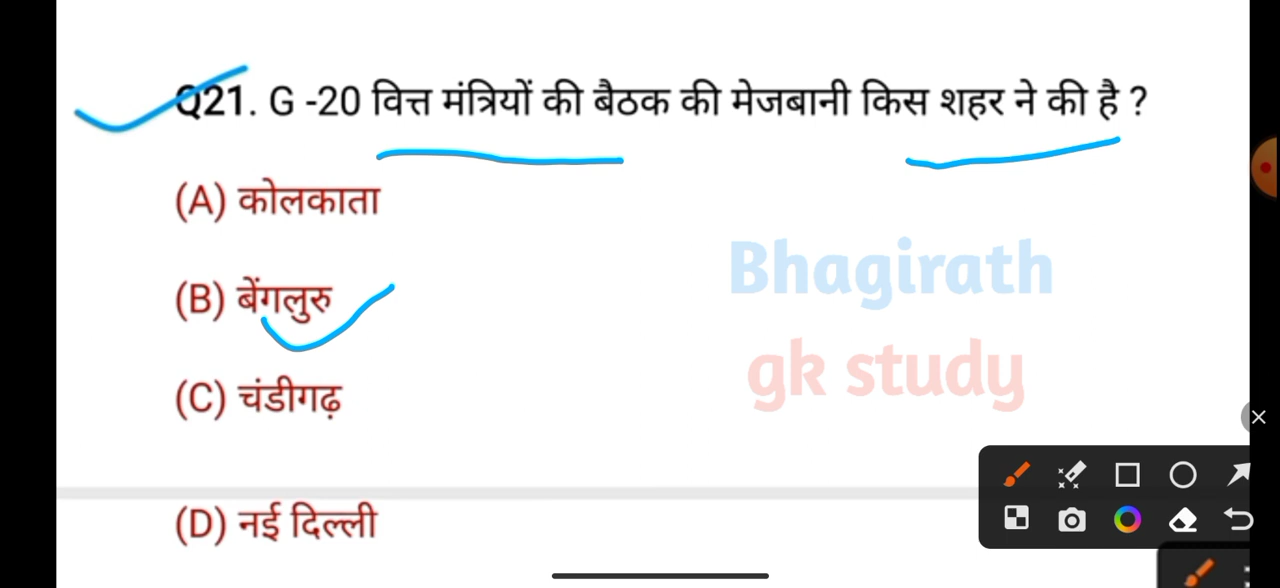 Q21. G -20 वित्त मंत्रियों की बैठक की मेजबानी किस शहर ने की है ?
(A) कोलकाता
(B) बेंगलुरु
(C) चंडीगढ़
(D) नई दिल्ली
Bhagirath
gk study